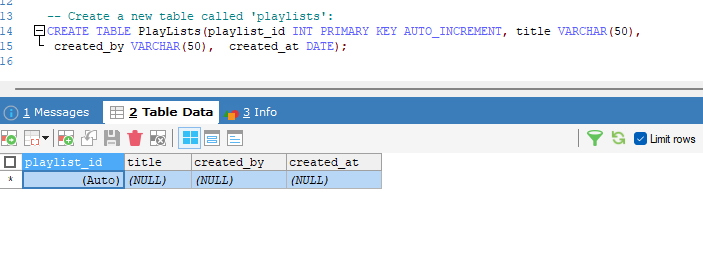 12
13 -- Create a new table called 'playlists':
14 CREATE TABLE PlayLists(playlist_id INT PRIMARY KEY AUTO_INCREMENT, title VARCHAR(50),
15 created_by VARCHAR(50), created_at DATE);
16
1 Messages 2 Table Data 3 Info
Limit rows
playlist_id title created_by created_at
* (Auto) (NULL) (NULL) (NULL)